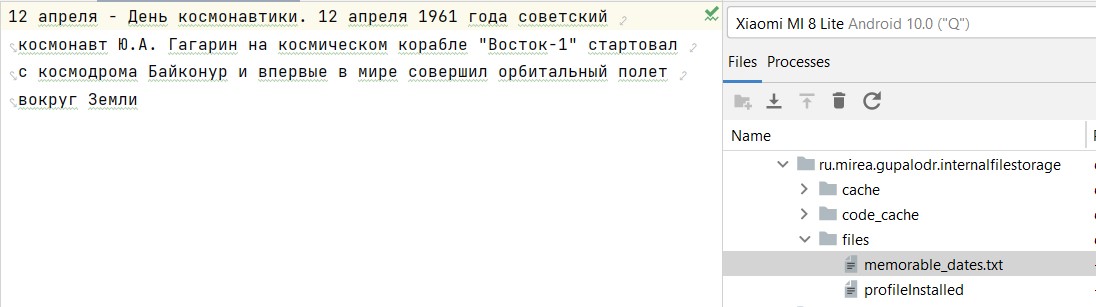 12 апреля - День космонавтики. 12 апреля 1961 года советский
космонавт Ю.А. Гагарин на космическом корабле "Восток-1" стартовал
с космодрома Байконур и впервые в мире совершил орбитальный полет
вокруг Земли
Xiaomi MI 8 Lite Android 10.0 ("Q")
Files Processes
Name
ru.mirea.gupalodr.internalfilestorage
cache
code_cache
files
memorable_dates.txt
profileInstalled